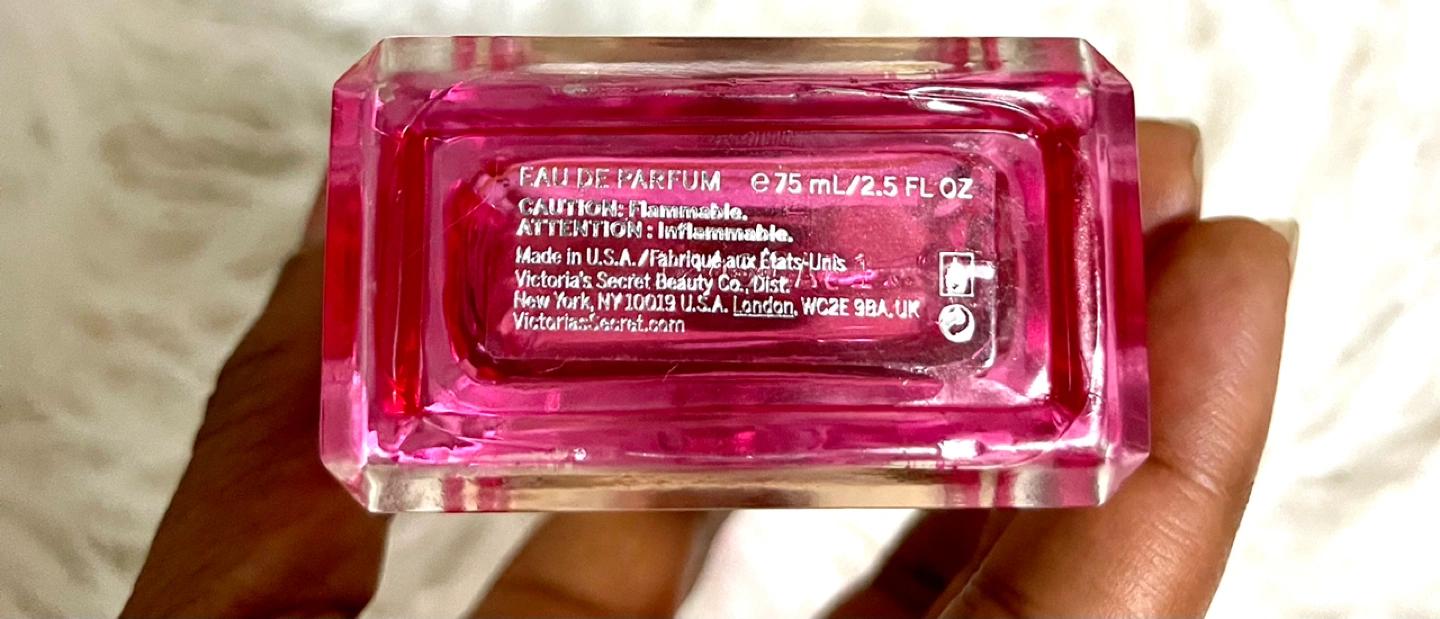 EAU DE PARFUM ℮75 mL/2.5 FL OZ
CAUTION: Flammable.
ATTENTION : Inflammable.
Made in U.S.A./Fabriqué aux États-Unis
Victoria's Secret Beauty Co., Dist.
New York, NY 10019 U.S.A. London, WC2E 9BA, UK
VictoriasSecret.com